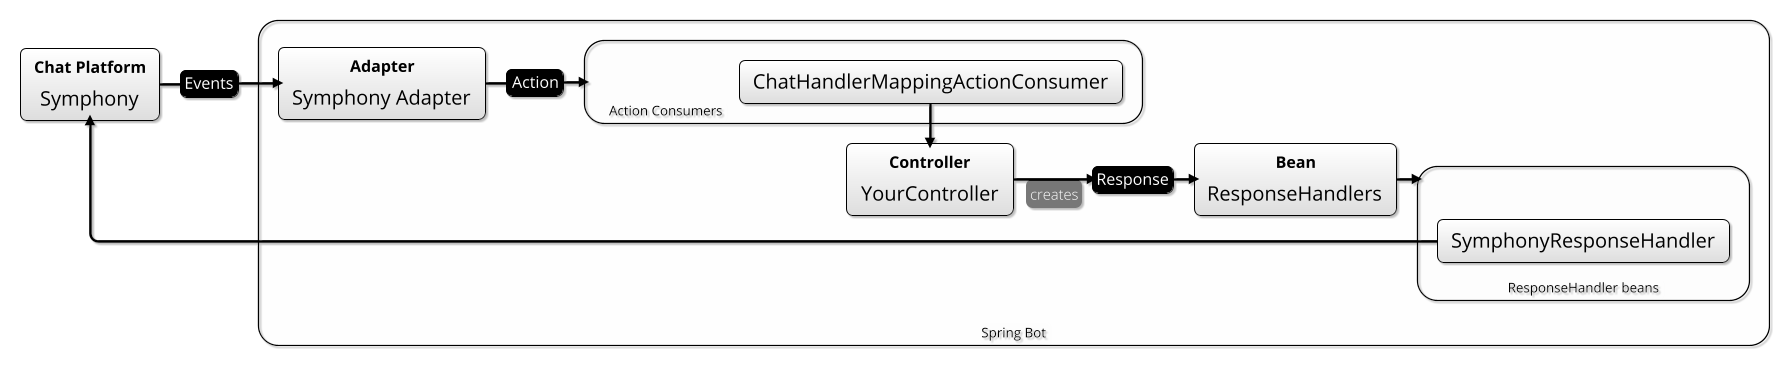 Chat Platform
Symphony
Events
Adapter
Symphony Adapter
Action
ChatHandlerMappingActionConsumer
Action Consumers
Controller
YourController
creates
Response
Bean
ResponseHandlers
SymphonyResponseHandler
ResponseHandler beans
Spring Bot